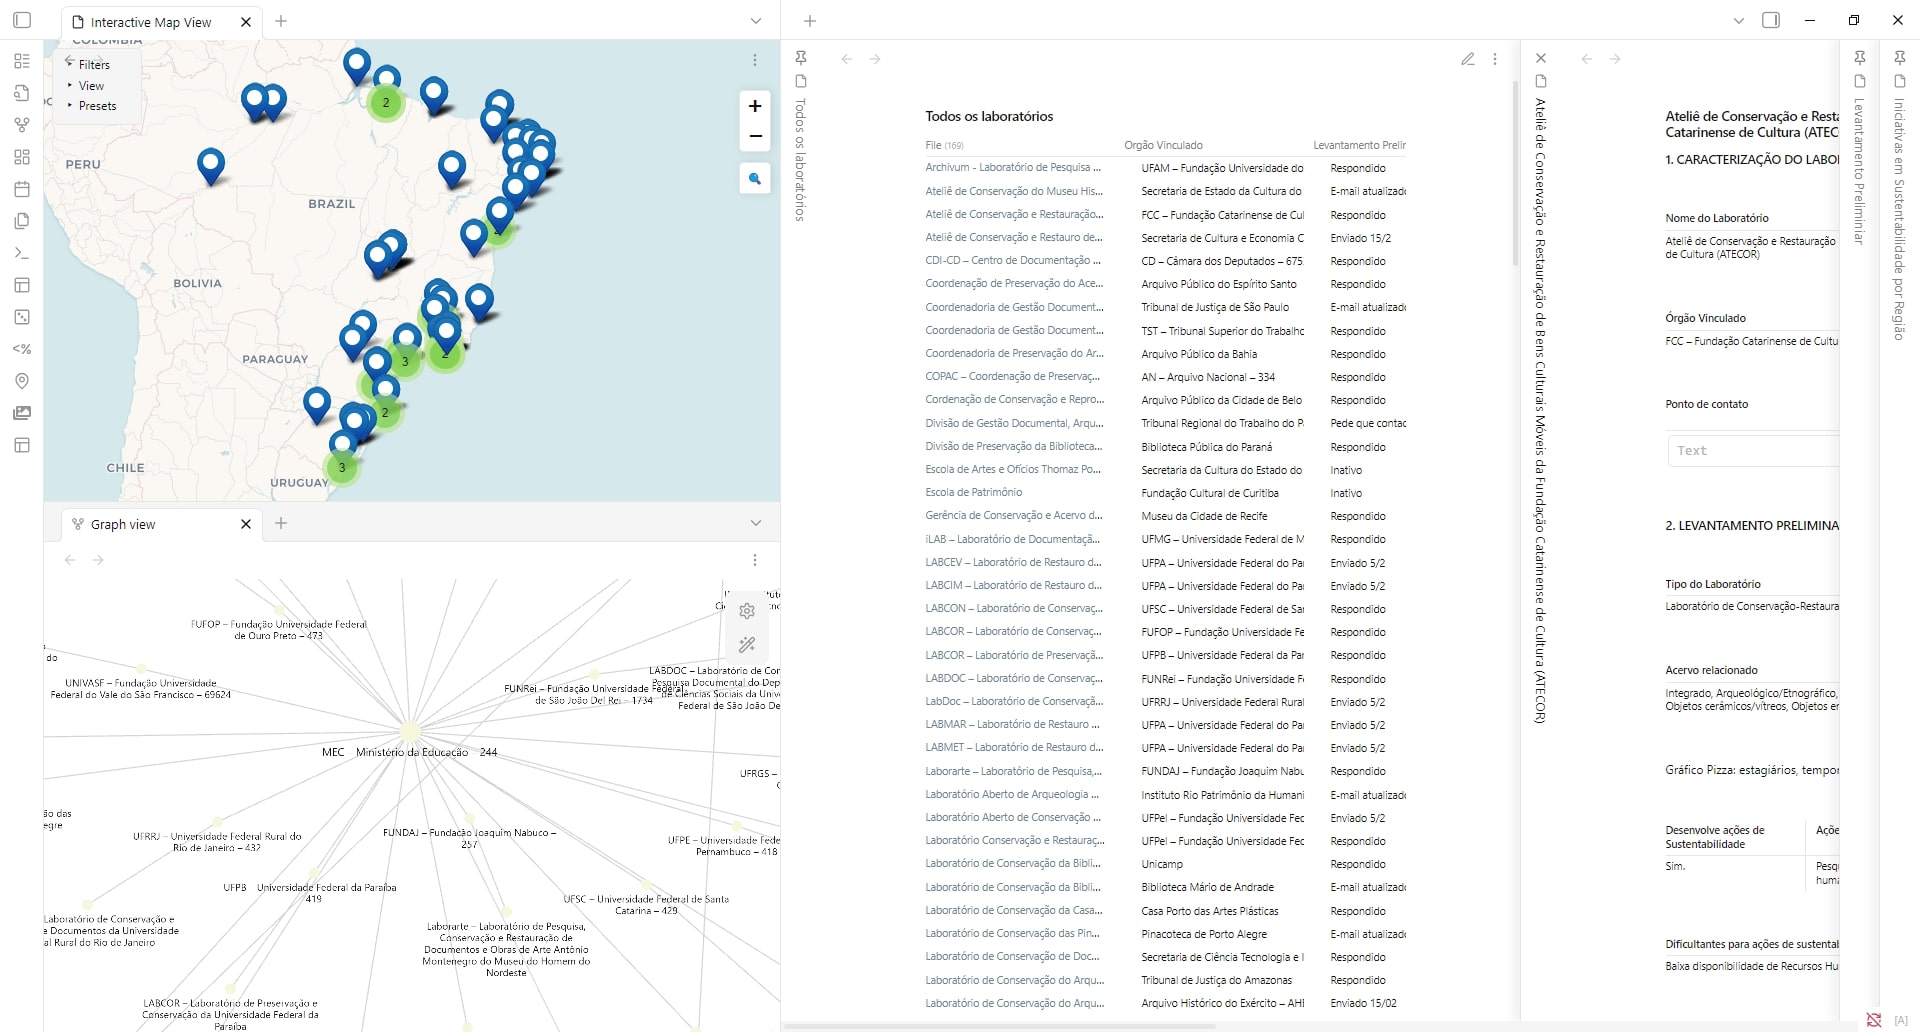 Interactive Map View
COLOMBIA
Filters
View
Presets
PERU
BRAZIL
BOLIVIA
PARAGUAY
CHILE
URUGUAY
2
3
2
2
3
+
−
Graph view
FUFOP – Fundação Universidade Federal
de Ouro Preto – 473
do
UNIVASF – Fundação Universidade
Federal do Vale do São Francisco – 69624
FUNRei – Fundação Universidade Federal
de São João Del Rei – 1734
LABDOC – Laboratório de Con
Pesquisa Documental do Dep
de Ciências Sociais da Unive
Federal de São João De
MEC Ministério da Educação 244
UFRGS –
ão das
egre
UFRRJ – Universidade Federal Rural do
Rio de Janeiro – 432
FUNDAJ – Fundação Joaquim Nabuco –
257
UFPE – Universidade Fede
Pernambuco – 418
UFPB Universidade Federal da Paraíba
419
UFSC – Universidade Federal de Santa
Catarina – 429
Laboratório de Conservação e
e Documentos da Universidade
al Rural do Rio de Janeiro
Laborarte – Laboratório de Pesquisa,
Conservação e Restauração de
Documentos e Obras de Arte Antônio
Montenegro do Museu do Homem do
Nordeste
LABCOR – Laboratório de Preservação e
Conservação da Universidade Federal da
Paraíba
Todos os laboratórios
Todos os laboratórios
File (169) Orgão Vinculado Levantamento Prelin
Archivum - Laboratório de Pesquisa ... UFAM – Fundação Universidade do Respondido
Ateliê de Conservação do Museu His... Secretaria de Estado da Cultura do E-mail atualizado
Ateliê de Conservação e Restauração... FCC – Fundação Catarinense de Cul Respondido
Ateliê de Conservação e Restauro de... Secretaria de Cultura e Economia C Enviado 15/2
CDI-CD – Centro de Documentação ... CD – Câmara dos Deputados – 675 Respondido
Coordenação de Preservação do Ace... Arquivo Público do Espírito Santo Respondido
Coordenadoria de Gestão Document... Tribunal de Justiça de São Paulo E-mail atualizado
Coordenadoria de Gestão Document... TST – Tribunal Superior do Trabalho Respondido
Coordenadoria de Preservação do Ar... Arquivo Público da Bahia Respondido
COPAC – Coordenação de Preservaç... AN – Arquivo Nacional – 334 Respondido
Cordenação de Conservação e Repro... Arquivo Público da Cidade de Belo Respondido
Divisão de Gestão Documental, Arqu... Tribunal Regional do Trabalho do P Pede que contac
Divisão de Preservação da Biblioteca... Biblioteca Pública do Paraná Respondido
Escola de Artes e Ofícios Thomaz Po... Secretaria da Cultura do Estado do Inativo
Escola de Patrimônio Fundação Cultural de Curitiba Inativo
Gerência de Conservação e Acervo d... Museu da Cidade de Recife Respondido
iLAB – Laboratório de Documentaçã... UFMG – Universidade Federal de M Respondido
LABCEV – Laboratório de Restauro d... UFPA – Universidade Federal do Pa Enviado 5/2
LABCIM – Laboratório de Restauro d... UFPA – Universidade Federal do Pa Enviado 5/2
LABCON – Laboratório de Conservaç... UFSC – Universidade Federal de Sa Respondido
LABCOR – Laboratório de Conservaç... FUFOP – Fundação Universidade Fe Respondido
LABCOR – Laboratório de Preservaçã... UFPB – Universidade Federal da Pa Respondido
LABDOC – Laboratório de Conservaç... FUNRei – Fundação Universidade F Respondido
LabDoc – Laboratório de Conservaçã... UFRRJ – Universidade Federal Rural Enviado 5/2
LABMAR – Laboratório de Restauro ... UFPA – Universidade Federal do Pa Enviado 5/2
LABMET – Laboratório de Restauro d... UFPA – Universidade Federal do Pa Enviado 5/2
Laborarte – Laboratório de Pesquisa,... FUNDAJ – Fundação Joaquim Nabu Respondido
Laboratório Aberto de Arqueologia ... Instituto Rio Patrimônio da Humani E-mail atualizado
Laboratório Aberto de Conservação ... UFPel – Fundação Universidade Fec Enviado 5/2
Laboratório Conservação e Restauraç... UFPel – Fundação Universidade Fec Respondido
Laboratório de Conservação da Bibli... Unicamp Respondido
Laboratório de Conservação da Bibli... Biblioteca Mário de Andrade E-mail atualizado
Laboratório de Conservação da Casa... Casa Porto das Artes Plásticas Respondido
Laboratório de Conservação das Pin... Pinacoteca de Porto Alegre E-mail atualizado
Laboratório de Conservação de Doc... Secretaria de Ciência Tecnologia e I Respondido
Laboratório de Conservação do Arqu... Tribunal de Justiça do Amazonas Respondido
Laboratório de Conservação do Arqu... Arquivo Histórico do Exército – AHE Enviado 15/02
Ateliê de Conservação e Restauração de Bens Culturais Móveis da Fundação Catarinense de Cultura (ATECOR)
Ateliê de Conservação e Resta
Catarinense de Cultura (ATEC
1. CARACTERIZAÇÃO DO LABO
Nome do Laboratório
Ateliê de Conservação e Restauração
de Cultura (ATECOR)
Órgão Vinculado
FCC – Fundação Catarinense de Cultu
Ponto de contato
Text
2. LEVANTAMENTO PRELIMINA
Tipo do Laboratório
Laboratório de Conservação-Restaura
Acervo relacionado
Integrado, Arqueológico/Etnográfico,
Objetos cerâmicos/vítreos, Objetos er
Gráfico Pizza: estagiários, tempor
Desenvolve ações de Açõe
Sustentabilidade
Sim. Pesq
huma
Dificultantes para ações de sustentab
Baixa disponibilidade de Recursos Hu
Levantamento Preliminar
Iniciativas em Sustentabilidade por Região
[A]